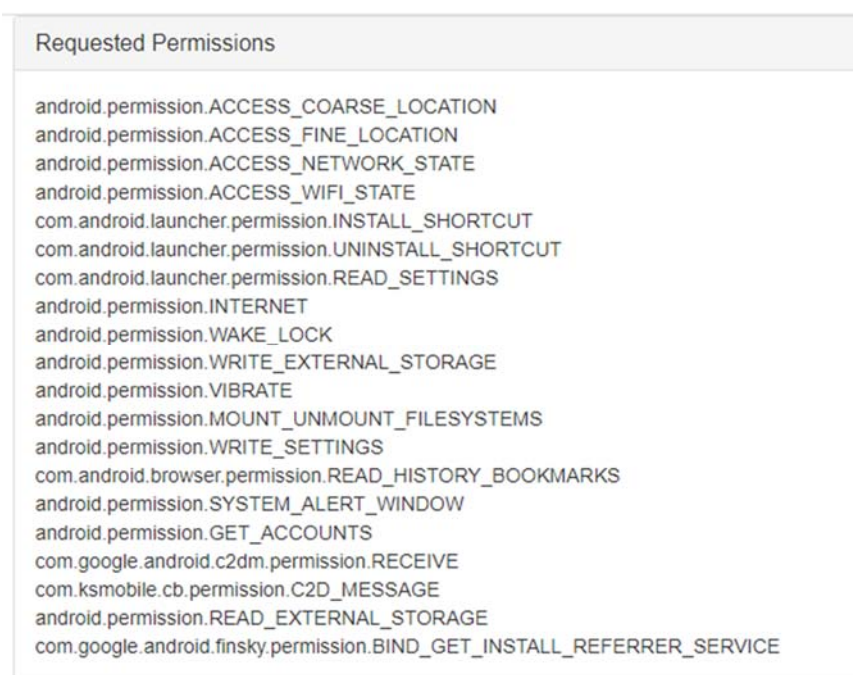 Requested Permissions
android.permission.ACCESS_COARSE_LOCATION
android.permission.ACCESS_FINE_LOCATION
android.permission.ACCESS_NETWORK_STATE
android.permission.ACCESS_WIFI_STATE
com.android.launcher.permission.INSTALL_SHORTCUT
com.android.launcher.permission.UNINSTALL_SHORTCUT
com.android.launcher.permission.READ_SETTINGS
android.permission.INTERNET
android.permission.WAKE_LOCK
android.permission.WRITE_EXTERNAL_STORAGE
android.permission.VIBRATE
android.permission.MOUNT_UNMOUNT_FILESYSTEMS
android.permission.WRITE_SETTINGS
com.android.browser.permission.READ_HISTORY_BOOKMARKS
android.permission.SYSTEM_ALERT_WINDOW
android.permission.GET_ACCOUNTS
com.google.android.c2dm.permission.RECEIVE
com.ksmobile.cb.permission.C2D_MESSAGE
android.permission.READ_EXTERNAL_STORAGE
com.google.android.finsky.permission.BIND_GET_INSTALL_REFERRER_SERVICE